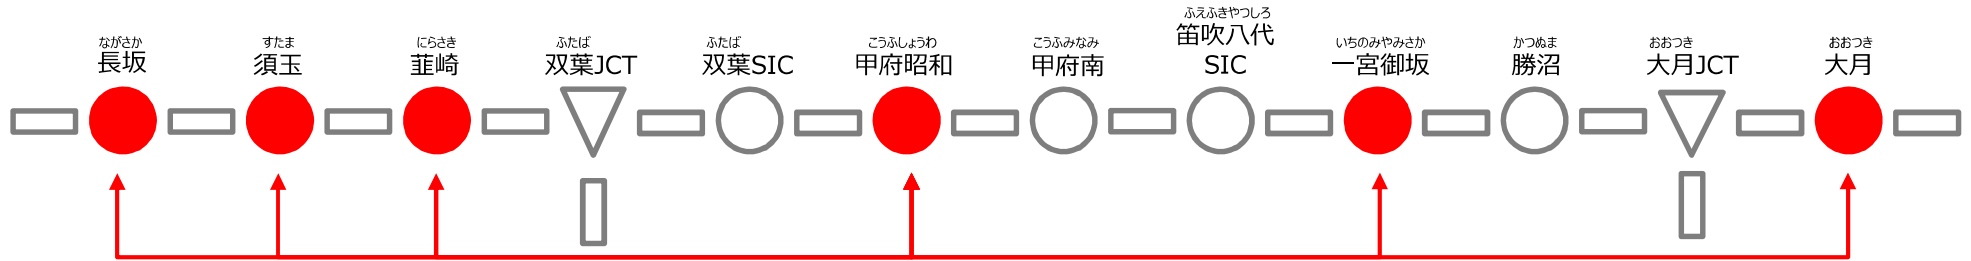 ながさか
長坂
すたま
須玉
にらさき
韮崎
ふたば
双葉JCT
ふたば
双葉SIC
こうふしょうわ
甲府昭和
こうふみなみ
甲府南
ふえふきやつしろ
笛吹八代
SIC
いちのみやみさか
一宮御坂
かつぬま
勝沼
おおつき
大月JCT
おおつき
大月